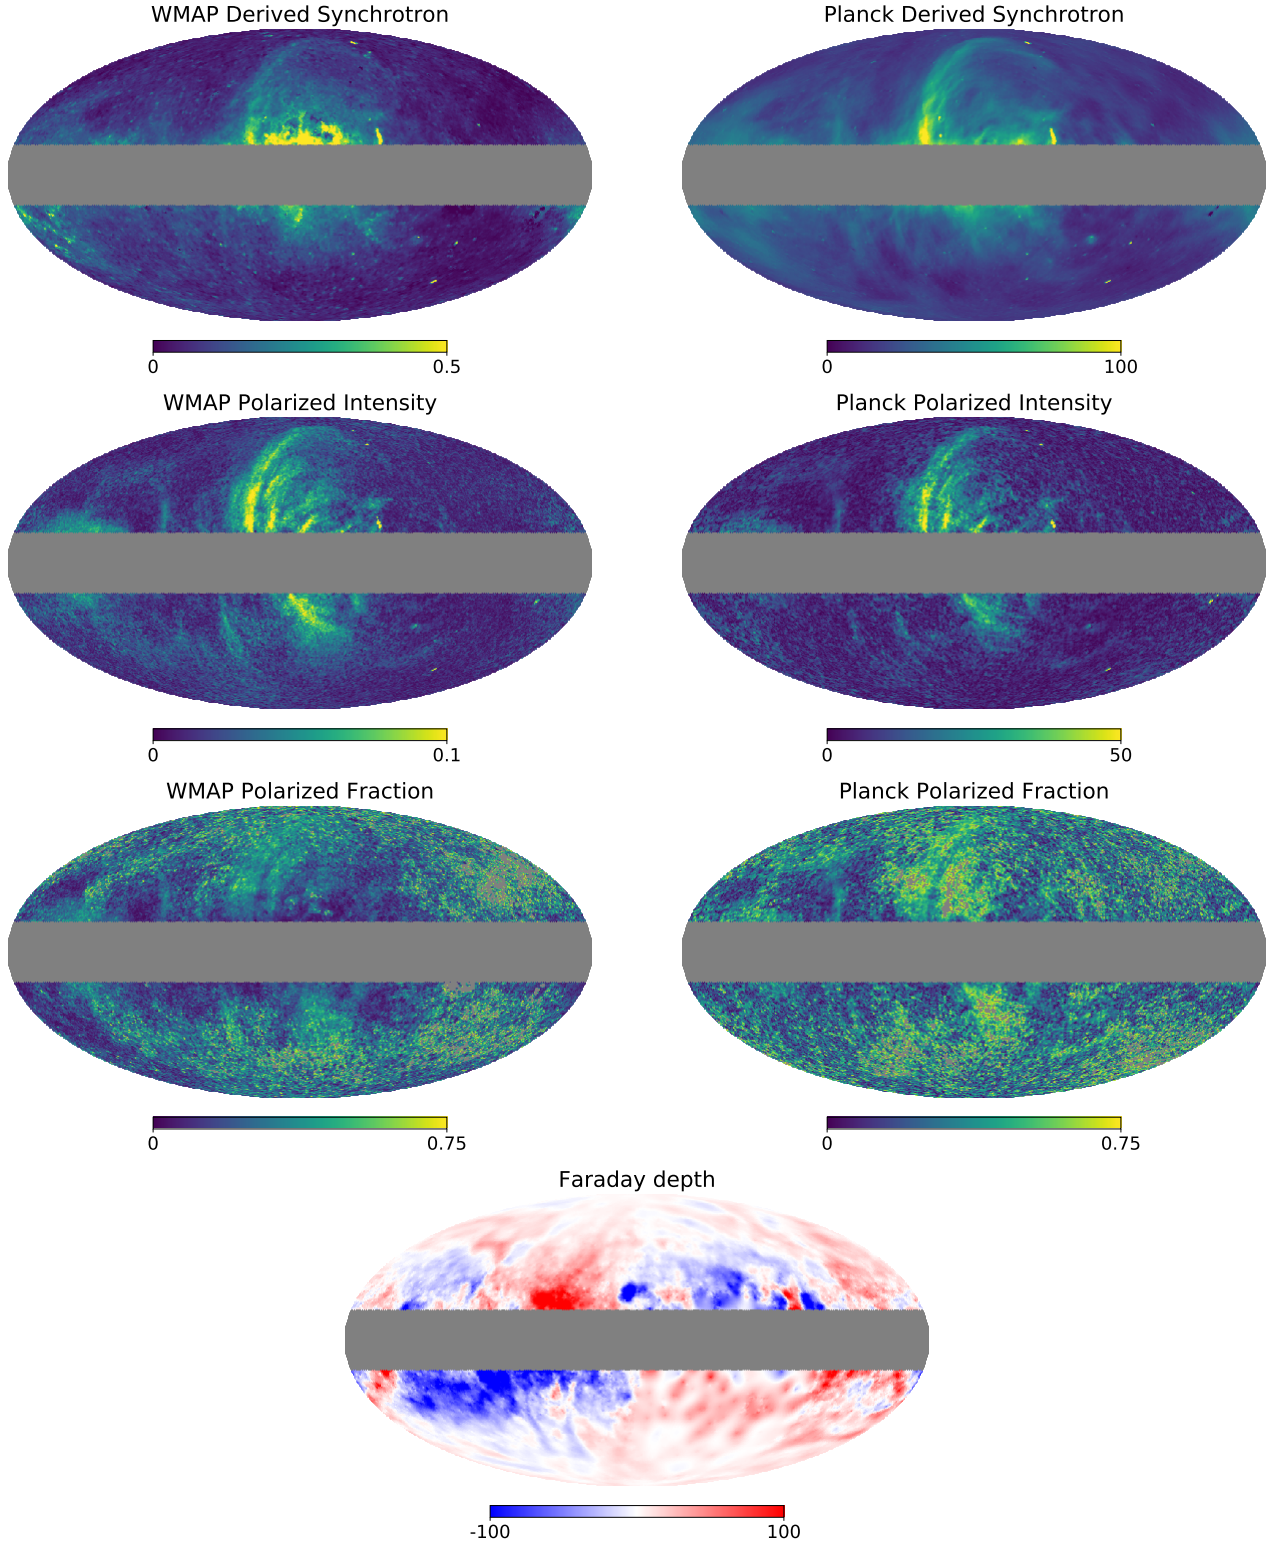 WMAP Derived Synchrotron
Planck Derived Synchrotron
0 0.5
0 100
WMAP Polarized Intensity
Planck Polarized Intensity
0 0.1
0 50
WMAP Polarized Fraction
Planck Polarized Fraction
0 0.75
0 0.75
Faraday depth
-100 100